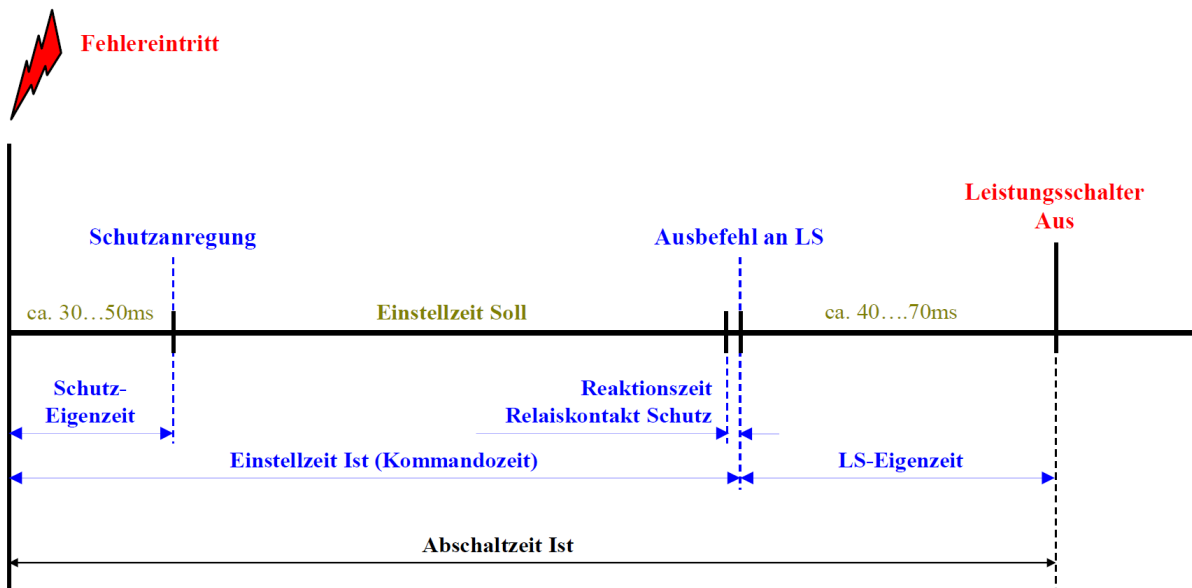 Fehlereintritt
Leistungsschalter
Aus
Schutzanregung
Ausbefehl an LS
ca. 30…50ms
Einstellzeit Soll
ca. 40….70ms
Schutz-
Eigenzeit
Reaktionszeit
Relaiskontakt Schutz
Einstellzeit Ist (Kommandozeit)
LS-Eigenzeit
Abschaltzeit Ist